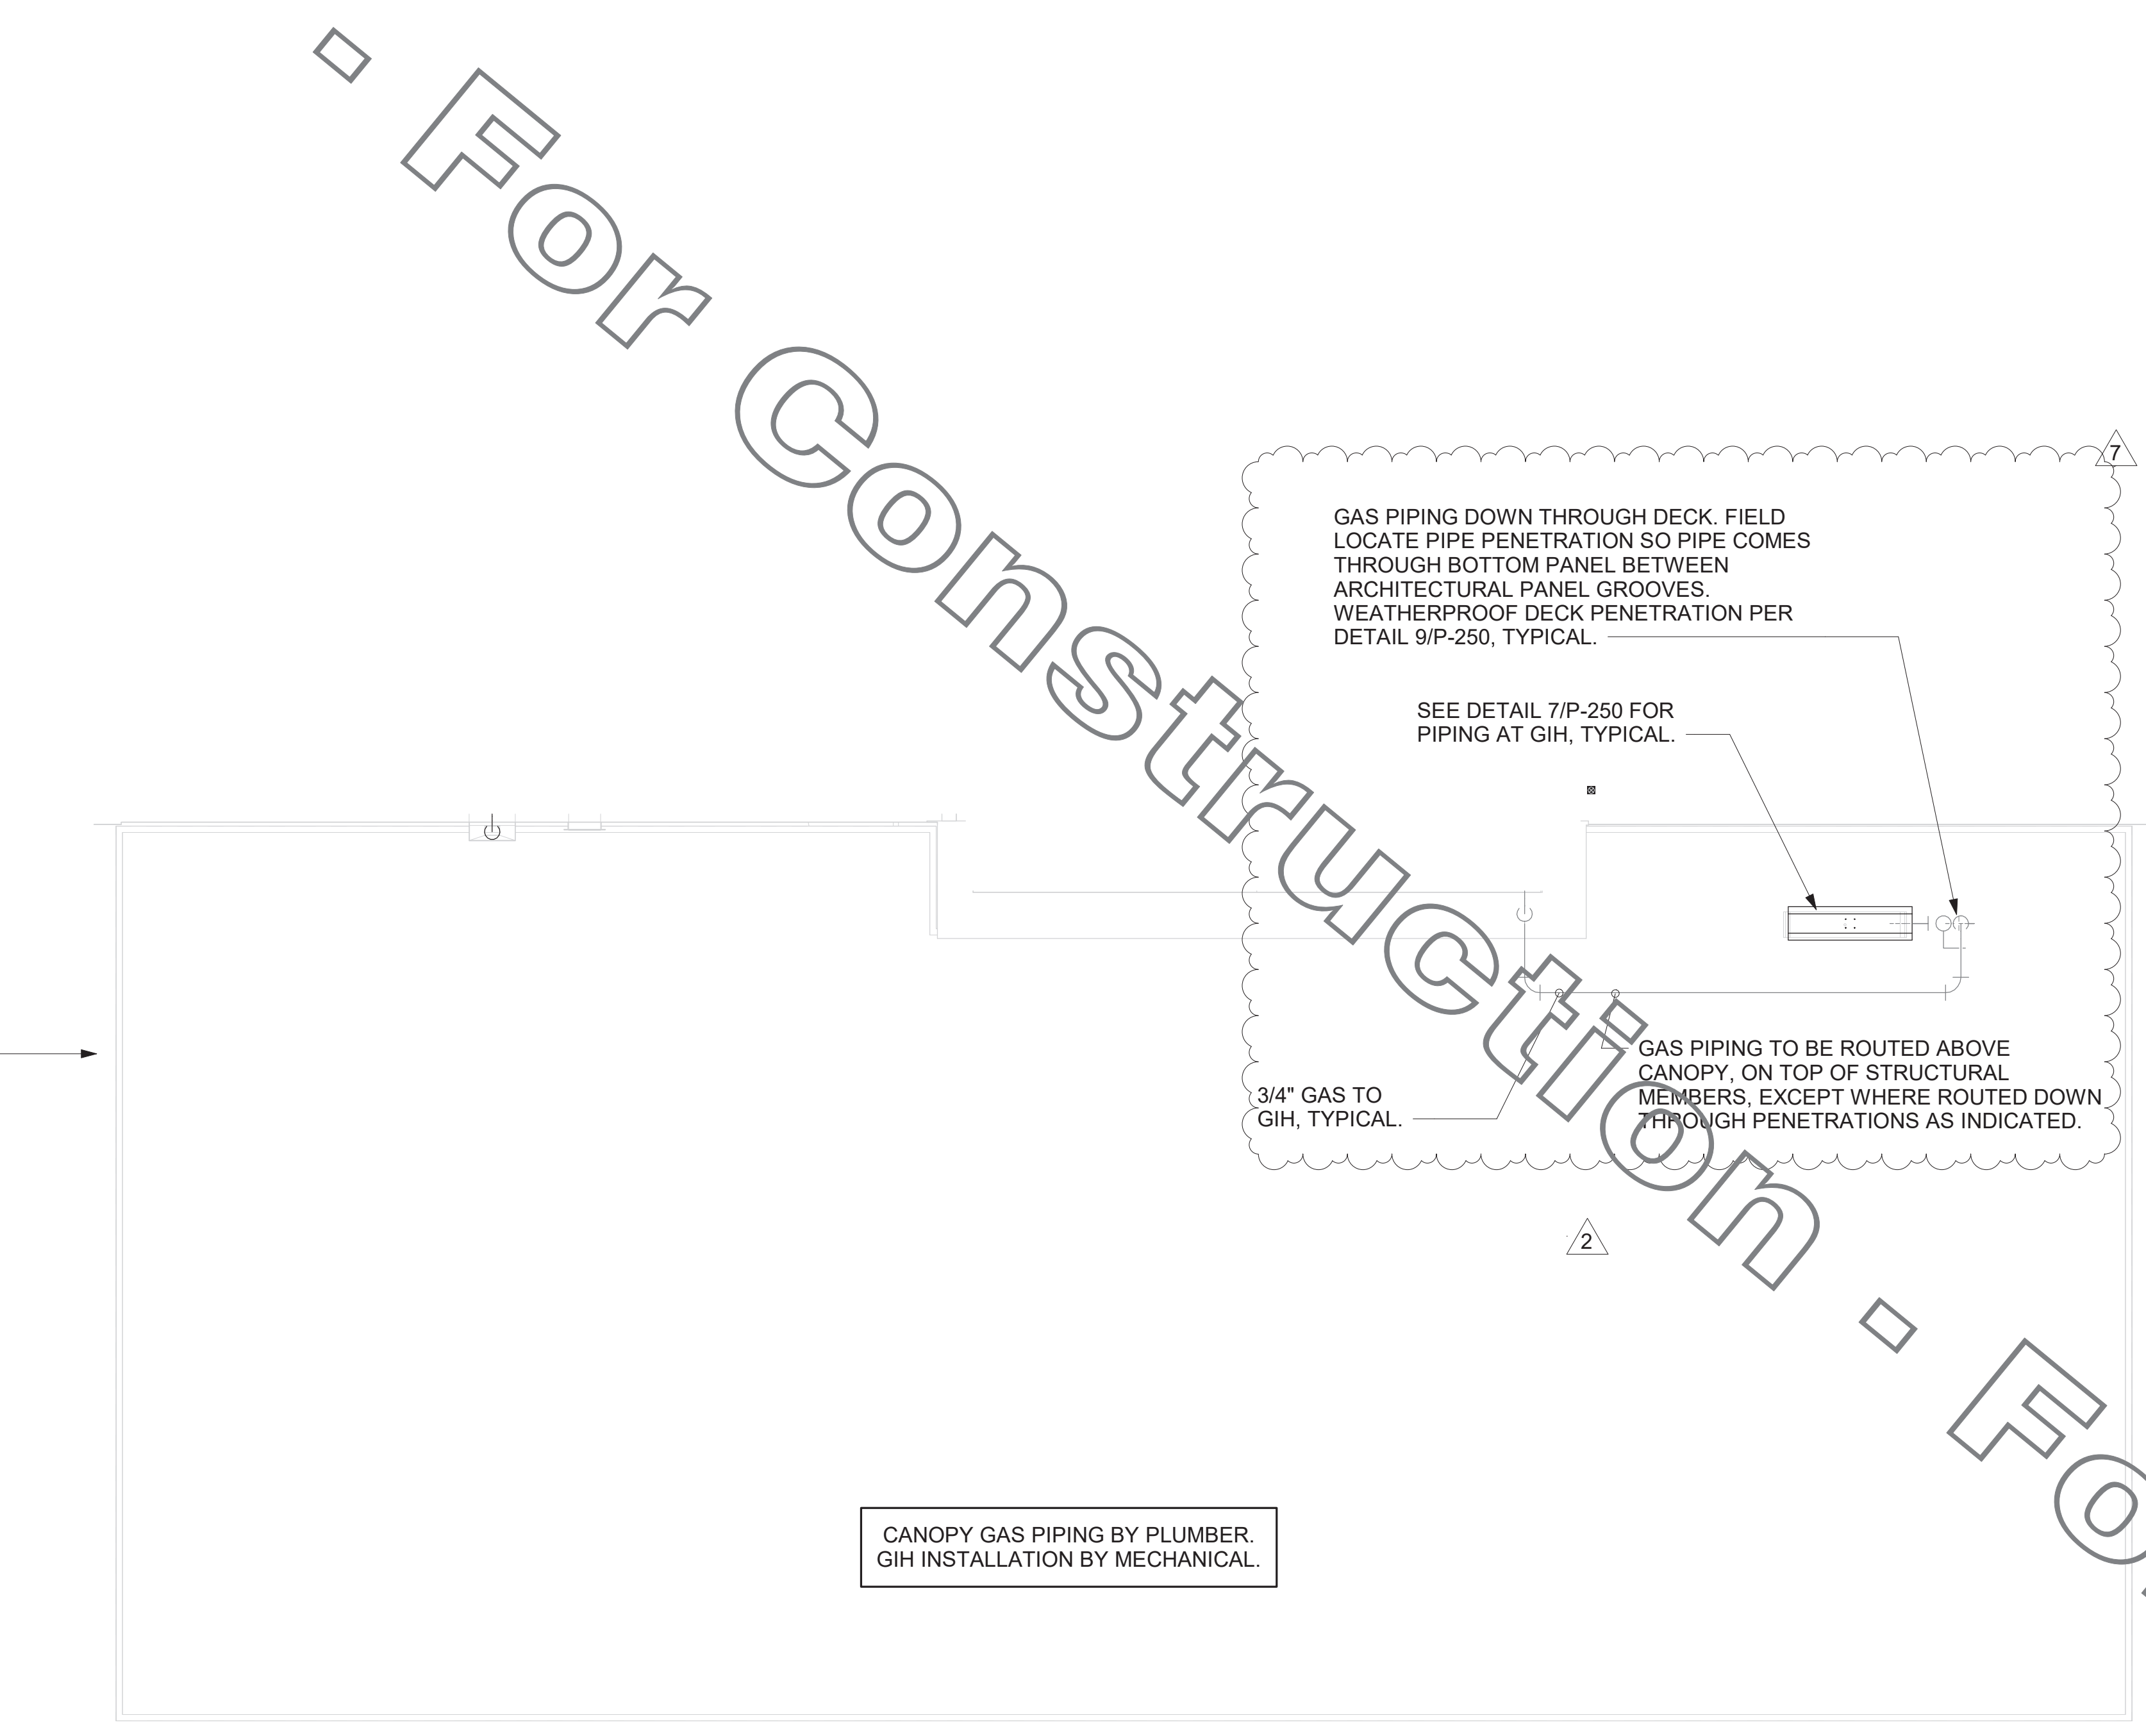 - For Construction - For
7
GAS PIPING DOWN THROUGH DECK. FIELD
LOCATE PIPE PENETRATION SO PIPE COMES
THROUGH BOTTOM PANEL BETWEEN
ARCHITECTURAL PANEL GROOVES.
WEATHERPROOF DECK PENETRATION PER
DETAIL 9/P-250, TYPICAL.
SEE DETAIL 7/P-250 FOR
PIPING AT GIH, TYPICAL.
GAS PIPING TO BE ROUTED ABOVE
CANOPY, ON TOP OF STRUCTURAL
MEMBERS, EXCEPT WHERE ROUTED DOWN
THROUGH PENETRATIONS AS INDICATED.
3/4" GAS TO
GIH, TYPICAL.
2
CANOPY GAS PIPING BY PLUMBER.
GIH INSTALLATION BY MECHANICAL.